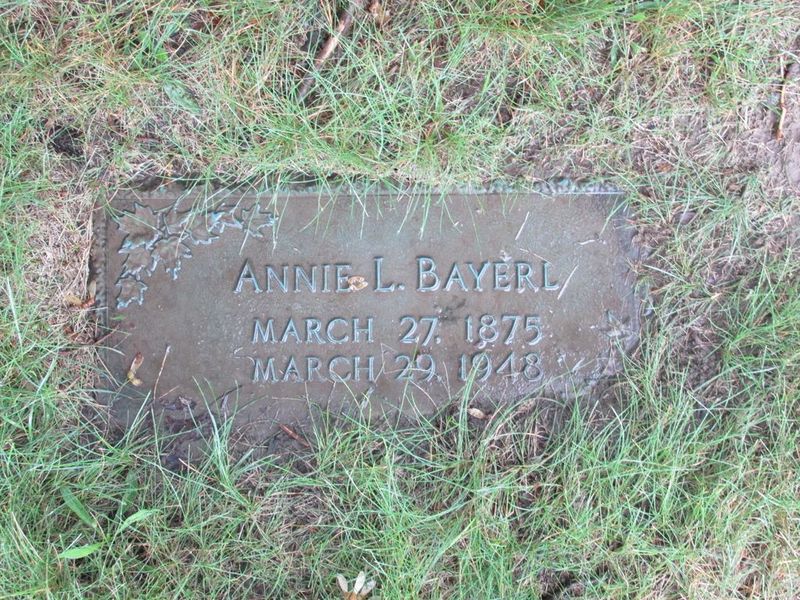 ANNIE L. BAYERL
MARCH 27, 1875
MARCH 29, 1948